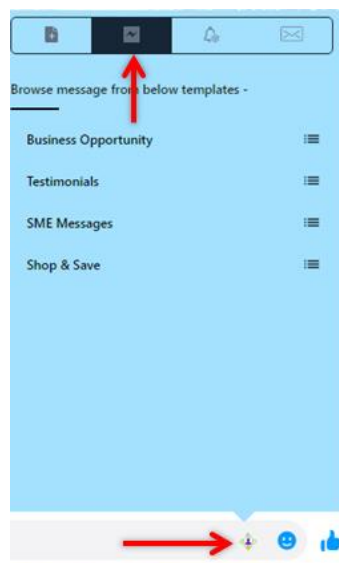 Browse message from below templates -
Business Opportunity
Testimonials
SME Messages
Shop & Save